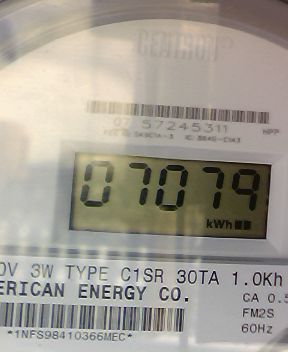 07 57245311
HPP
07079
kWh
0V 3W TYPE C1SR 30TA 1.0Kh
ERICAN ENERGY CO.
CA 0.5
FM2S
60Hz
*1NFS98410366MEC*